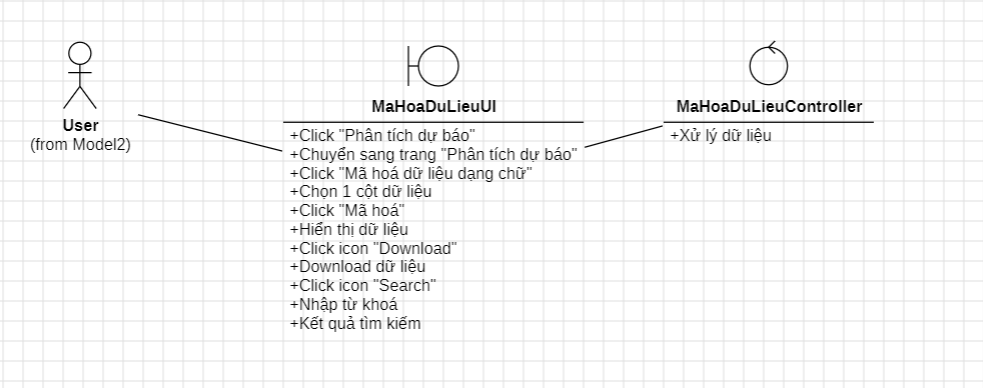 User
(from Model2)
MaHoaDuLieuUI
+Click "Phân tích dự báo"
+Chuyển sang trang "Phân tích dự báo"
+Click "Mã hoá dữ liệu dạng chữ"
+Chọn 1 cột dữ liệu
+Click "Mã hoá"
+Hiển thị dữ liệu
+Click icon "Download"
+Download dữ liệu
+Click icon "Search"
+Nhập từ khoá
+Kết quả tìm kiếm
MaHoaDuLieuController
+Xử lý dữ liệu